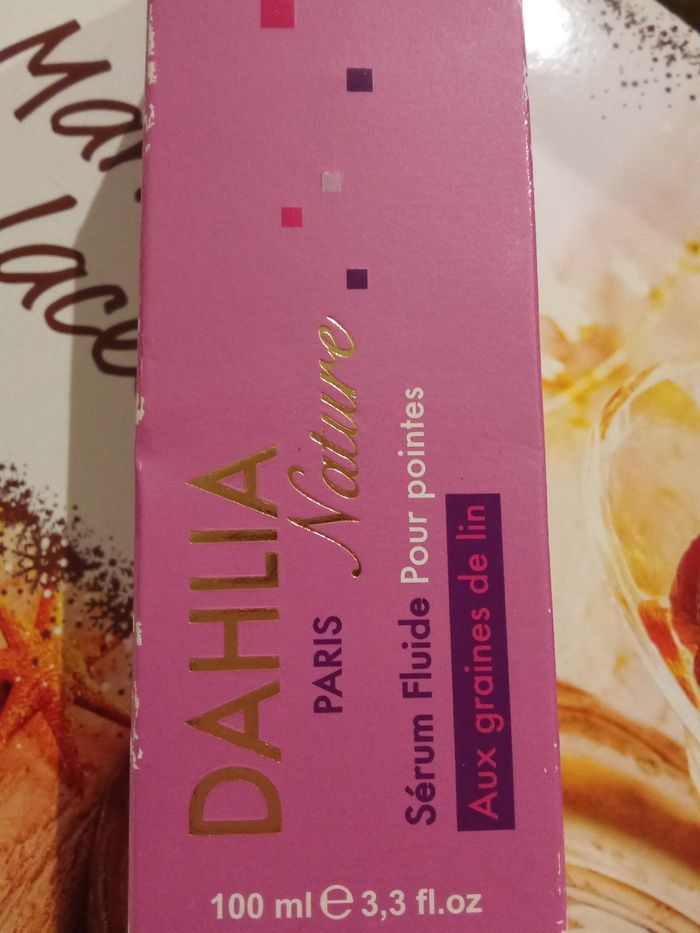 DAHLIA
Nature
PARIS
Sérum Fluide Pour pointes
Aux graines de lin
100 ml e 3,3 fl.oz